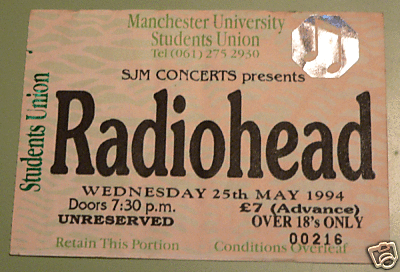 Manchester University
Students Union
Tel (061) 275 2930
SJM CONCERTS presents
Students Union
Radiohead
WEDNESDAY 25th MAY 1994
Doors 7:30 p.m. £7 (Advance)
UNRESERVED OVER 18's ONLY
00216
Retain This Portion Conditions Overleaf